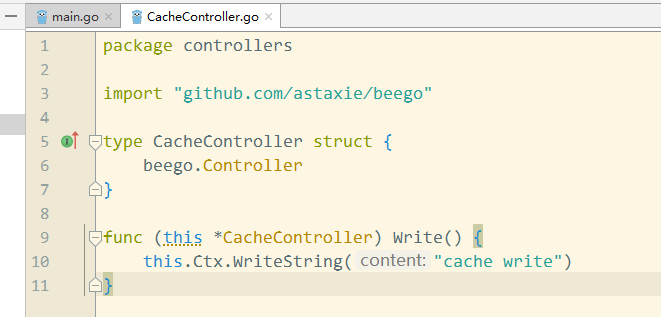 main.go CacheController.go
1 package controllers
2
3 import "github.com/astaxie/beego"
4
5 type CacheController struct {
6 beego.Controller
7 }
8
9 func (this *CacheController) Write() {
10 this.Ctx.WriteString( content: "cache write")
11 }